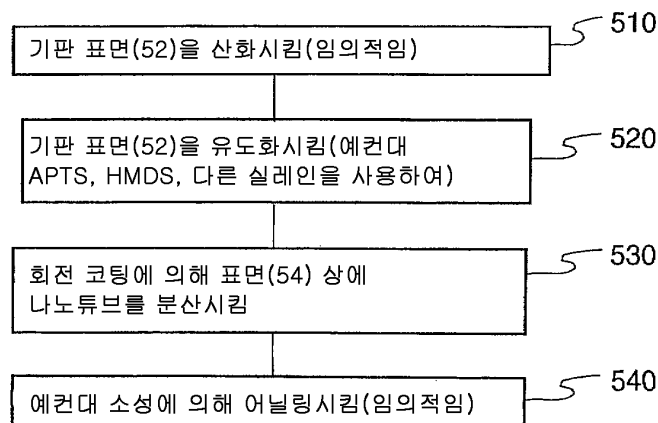 510
기판 표면(52)을 산화시킴(임의적임)
520
기판 표면(52)을 유도화시킴(예컨대
APTS, HMDS, 다른 실레인을 사용하여)
530
회전 코팅에 의해 표면(54) 상에
나노튜브를 분산시킴
540
예컨대 소성에 의해 어닐링시킴(임의적임)